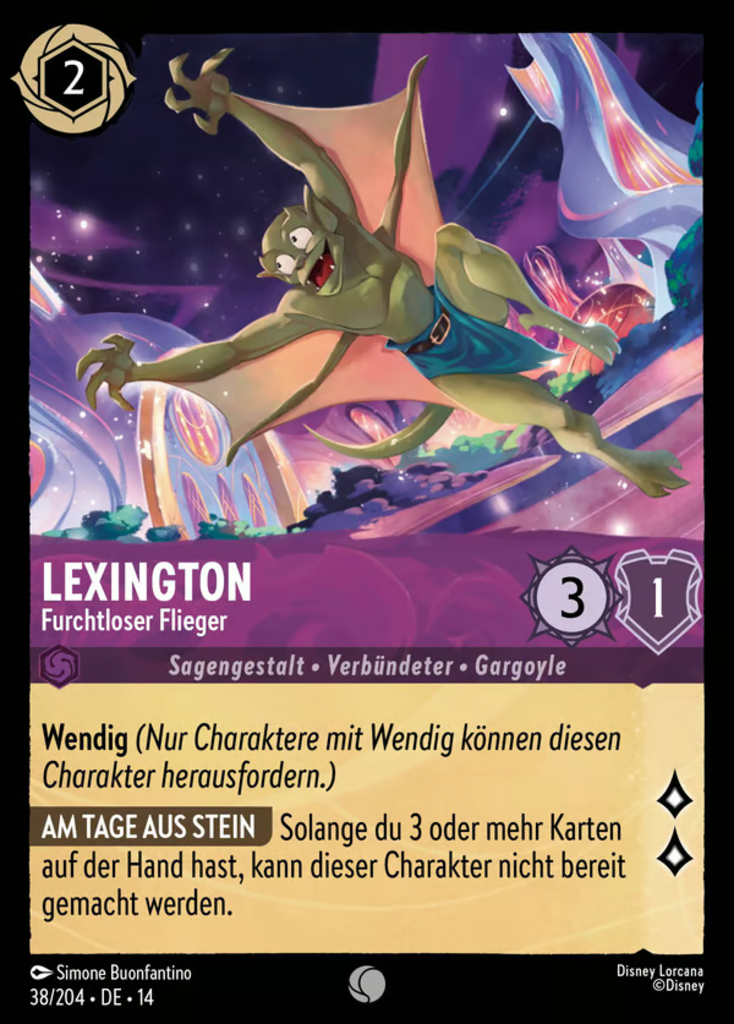 2
LEXINGTON
Furchtloser Flieger
3
1
Sagengestalt • Verbündeter • Gargoyle
Wendig (Nur Charaktere mit Wendig können diesen
Charakter herausfordern.)
AM TAGE AUS STEIN Solange du 3 oder mehr Karten
auf der Hand hast, kann dieser Charakter nicht bereit
gemacht werden.
Simone Buonfantino
38/204 • DE • 14
Disney Lorcana
©Disney